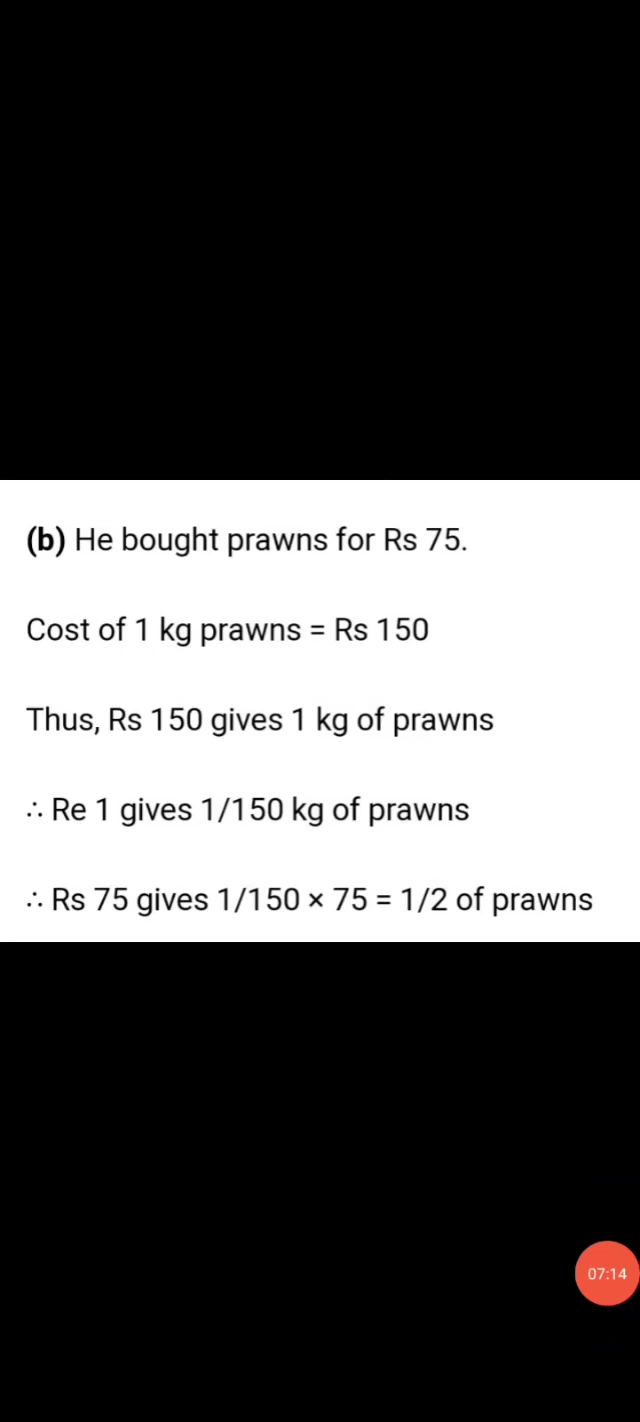 (b) He bought prawns for Rs 75.
Cost of 1 kg prawns = Rs 150
Thus, Rs 150 gives 1 kg of prawns
∴ Re 1 gives 1/150 kg of prawns
∴ Rs 75 gives 1/150 × 75 = 1/2 of prawns
07:14